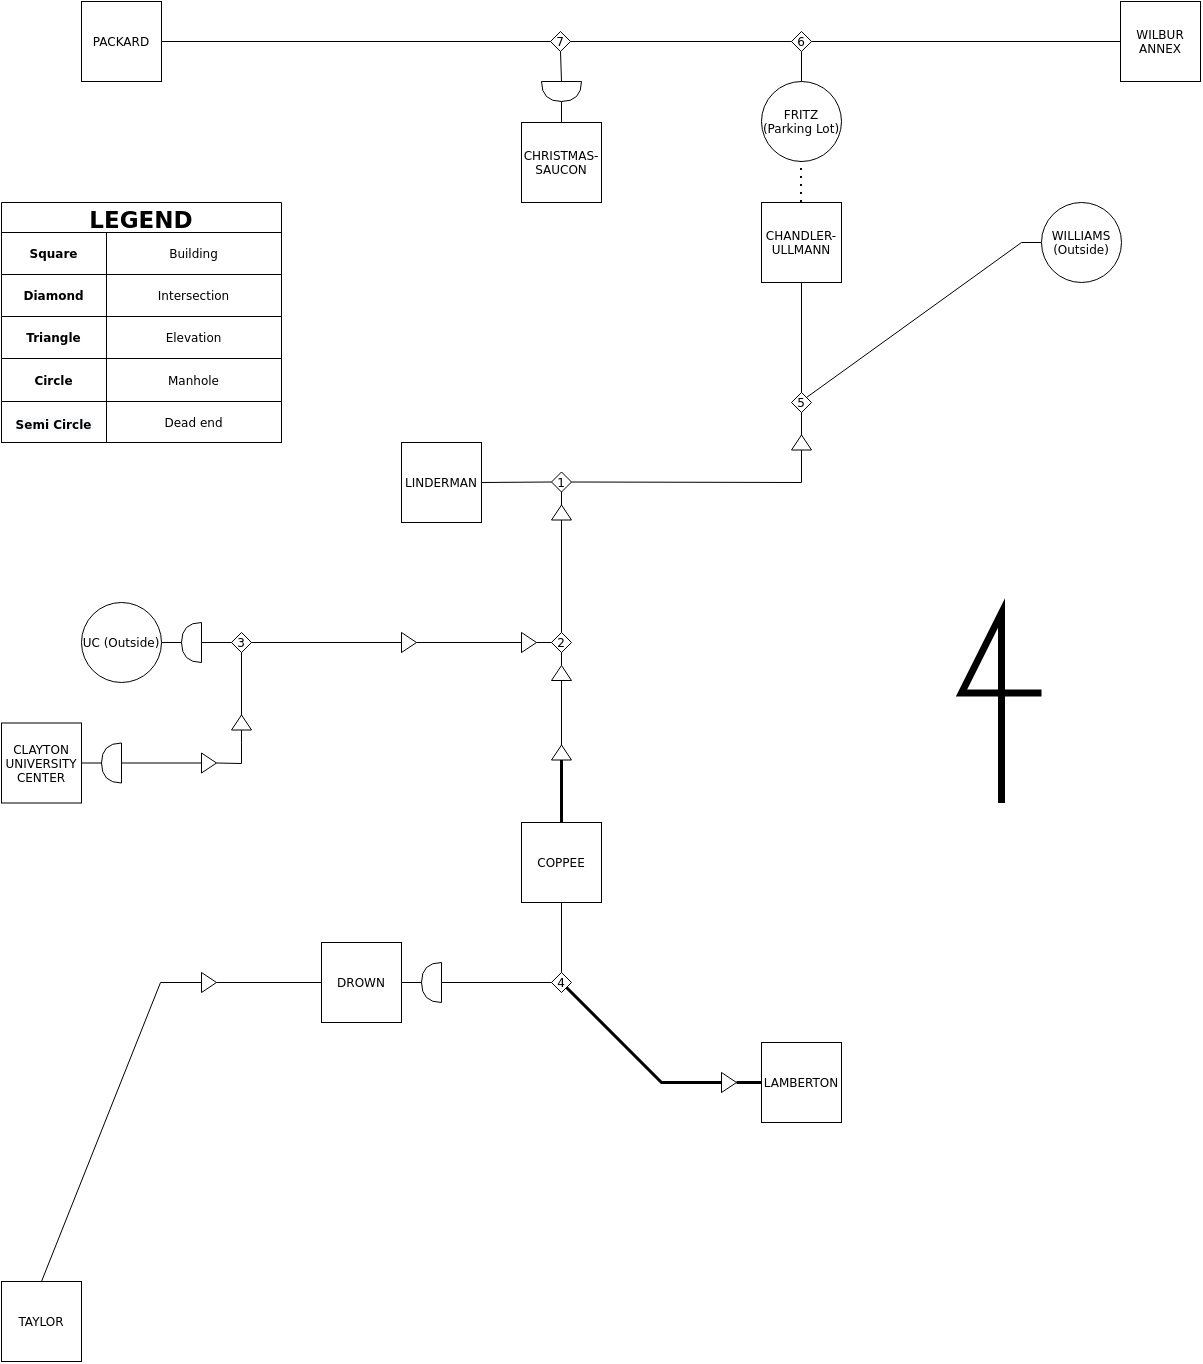 PACKARD
7
6
WILBUR
ANNEX
FRITZ
(Parking Lot)
CHRISTMAS-
SAUCON
LEGEND
Square
Building
Diamond
Intersection
Triangle
Elevation
Circle
Manhole
Semi Circle
Dead end
CHANDLER-
ULLMANN
WILLIAMS
(Outside)
5
LINDERMAN
1
UC (Outside)
3
2
CLAYTON
UNIVERSITY
CENTER
COPPEE
DROWN
4
LAMBERTON
TAYLOR